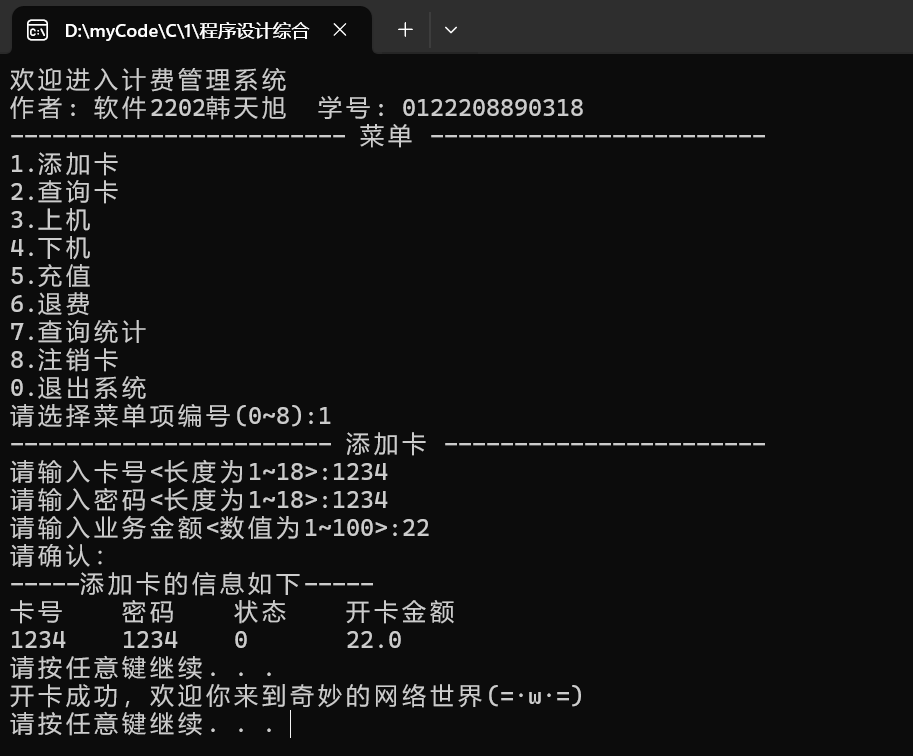 D:\myCode\C\1\程序设计综合
欢迎进入计费管理系统
作者: 软件2202韩天旭  学号: 0122208890318
------------------------ 菜单 ------------------------
1.添加卡
2.查询卡
3.上机
4.下机
5.充值
6.退费
7.查询统计
8.注销卡
0.退出系统
请选择菜单项编号(0~8):1
----------------------- 添加卡 -----------------------
请输入卡号<长度为1~18>:1234
请输入密码<长度为1~18>:1234
请输入业务金额<数值为1~100>:22
请确认:
-----添加卡的信息如下-----
卡号    密码    状态    开卡金额
1234    1234    0       22.0
请按任意键继续. . .
开卡成功, 欢迎你来到奇妙的网络世界(=·ω·=)
请按任意键继续. . .